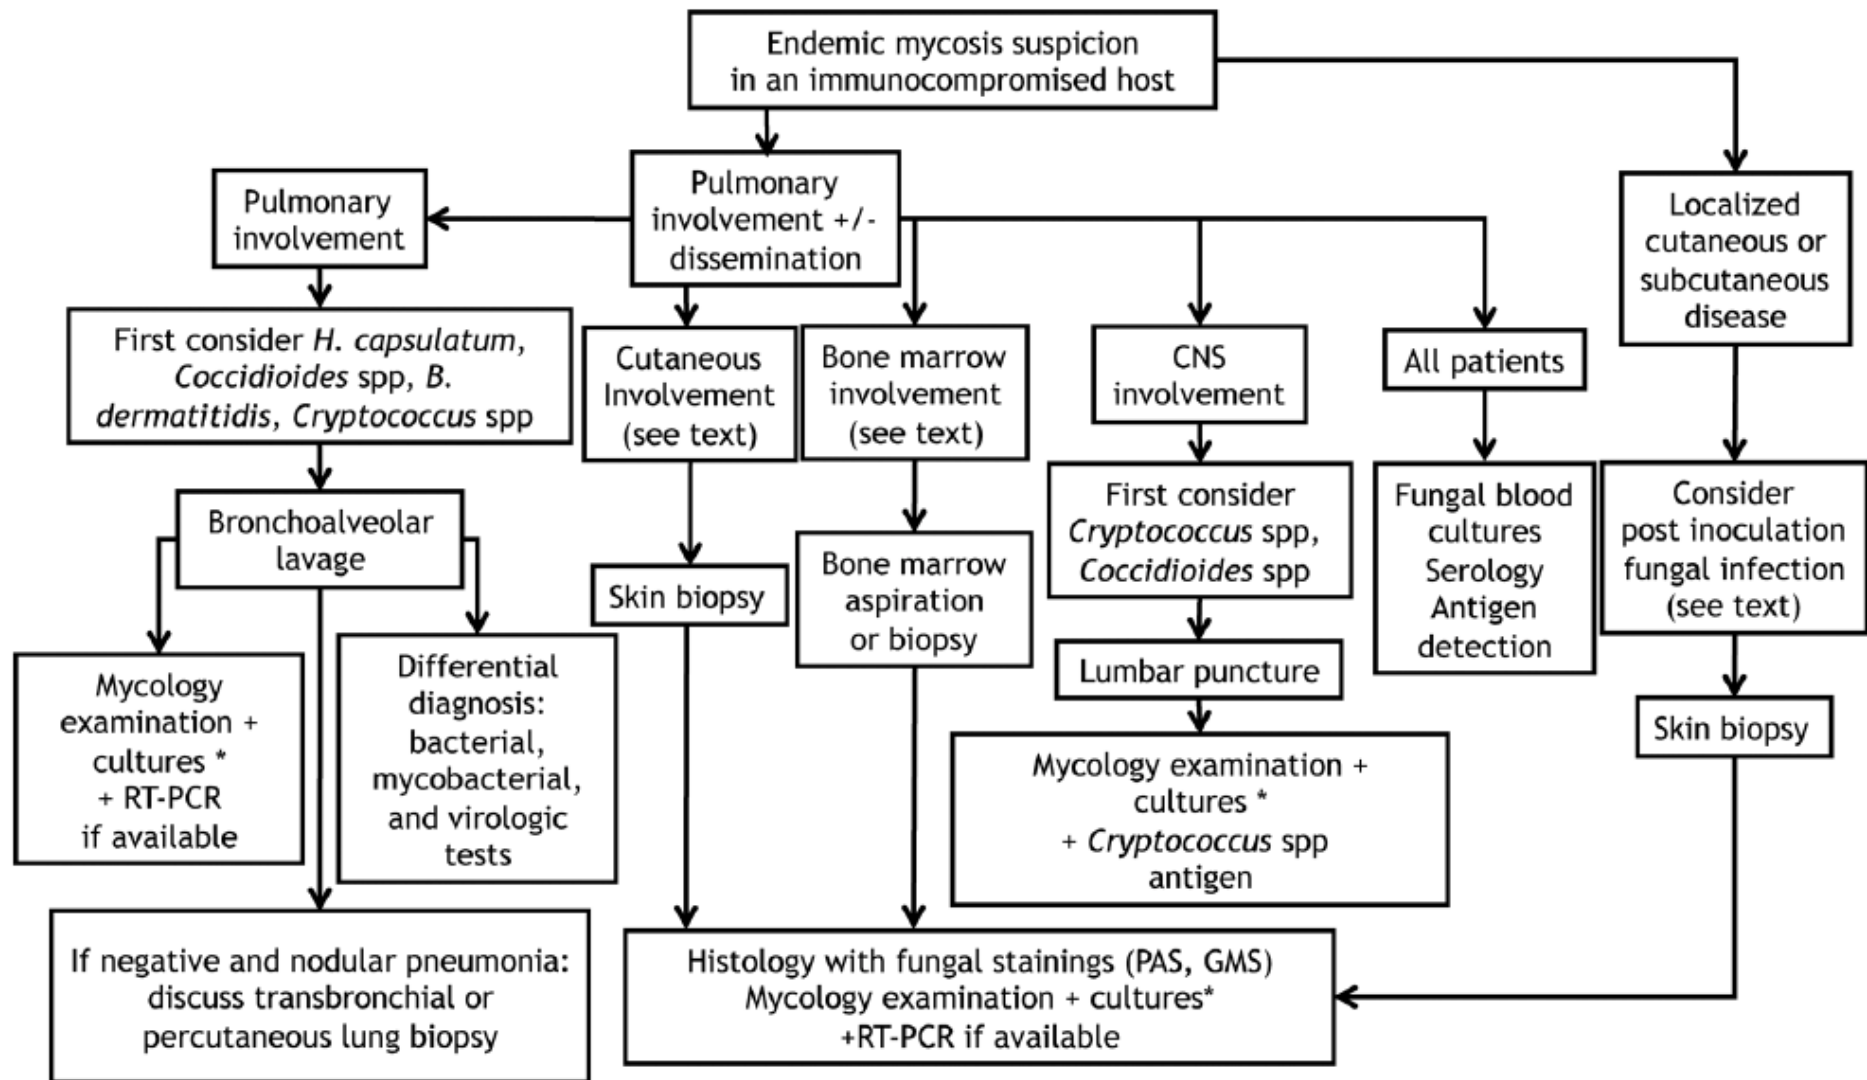 Endemic mycosis suspicion
in an immunocompromised host
Pulmonary
involvement
Pulmonary
involvement +/-
dissemination
Localized
cutaneous or
subcutaneous
disease
First consider H. capsulatum,
Coccidioides spp, B.
dermatitidis, Cryptococcus spp
Cutaneous
Involvement
(see text)
Bone marrow
involvement
(see text)
CNS
involvement
All patients
Bronchoalveolar
lavage
Skin biopsy
Bone marrow
aspiration
or biopsy
First consider
Cryptococcus spp,
Coccidioides spp
Fungal blood
cultures
Serology
Antigen
detection
Consider
post inoculation
fungal infection
(see text)
Mycology
examination +
cultures *
+ RT-PCR
if available
Differential
diagnosis:
bacterial,
mycobacterial,
and virologic
tests
Lumbar puncture
Skin biopsy
Mycology examination +
cultures *
+ Cryptococcus spp
antigen
If negative and nodular pneumonia:
discuss transbronchial or
percutaneous lung biopsy
Histology with fungal stainings (PAS, GMS)
Mycology examination + cultures*
+RT-PCR if available